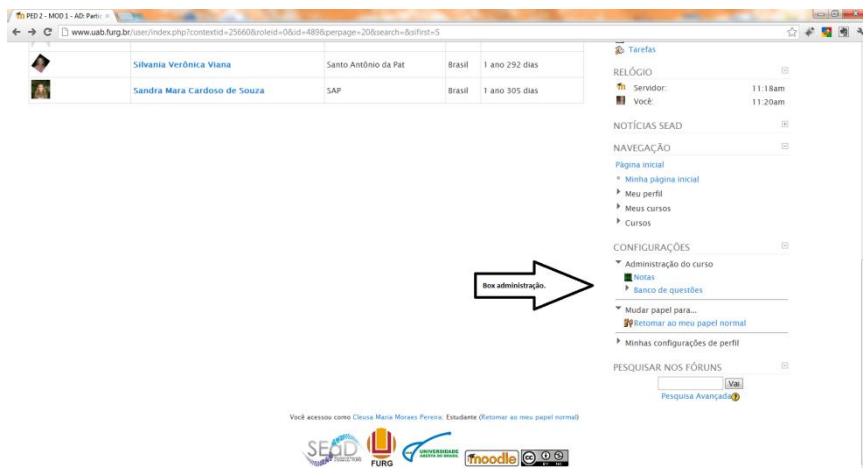 PED 2 - MOD 1 - AD: Partic
www.uab.furg.br/user/index.php?contextid=25660&roleid=0&id=489&perpage=20&search=&sifirst=S
Silvania Verônica Viana Santo Antônio da Pat Brasil 1 ano 292 dias
Sandra Mara Cardoso de Souza SAP Brasil 1 ano 305 dias
Tarefas
RELÓGIO
Servidor: 11:18am
Você: 11:20am
NOTÍCIAS SEAD
NAVEGAÇÃO
Página inicial
Minha página inicial
Meu perfil
Meus cursos
Cursos
CONFIGURAÇÕES
Administração do curso
Notas
Banco de questões
Mudar papel para...
Retornar ao meu papel normal
Minhas configurações de perfil
Box administração.
PESQUISAR NOS FÓRUNS
Vai
Pesquisa Avançada
Você acessou como Cleusa Maria Moraes Pereira: Estudante (Retornar ao meu papel normal)
SEAD
FURG
UNIVERSIDADE
ABERTA DO BRASIL
moodle